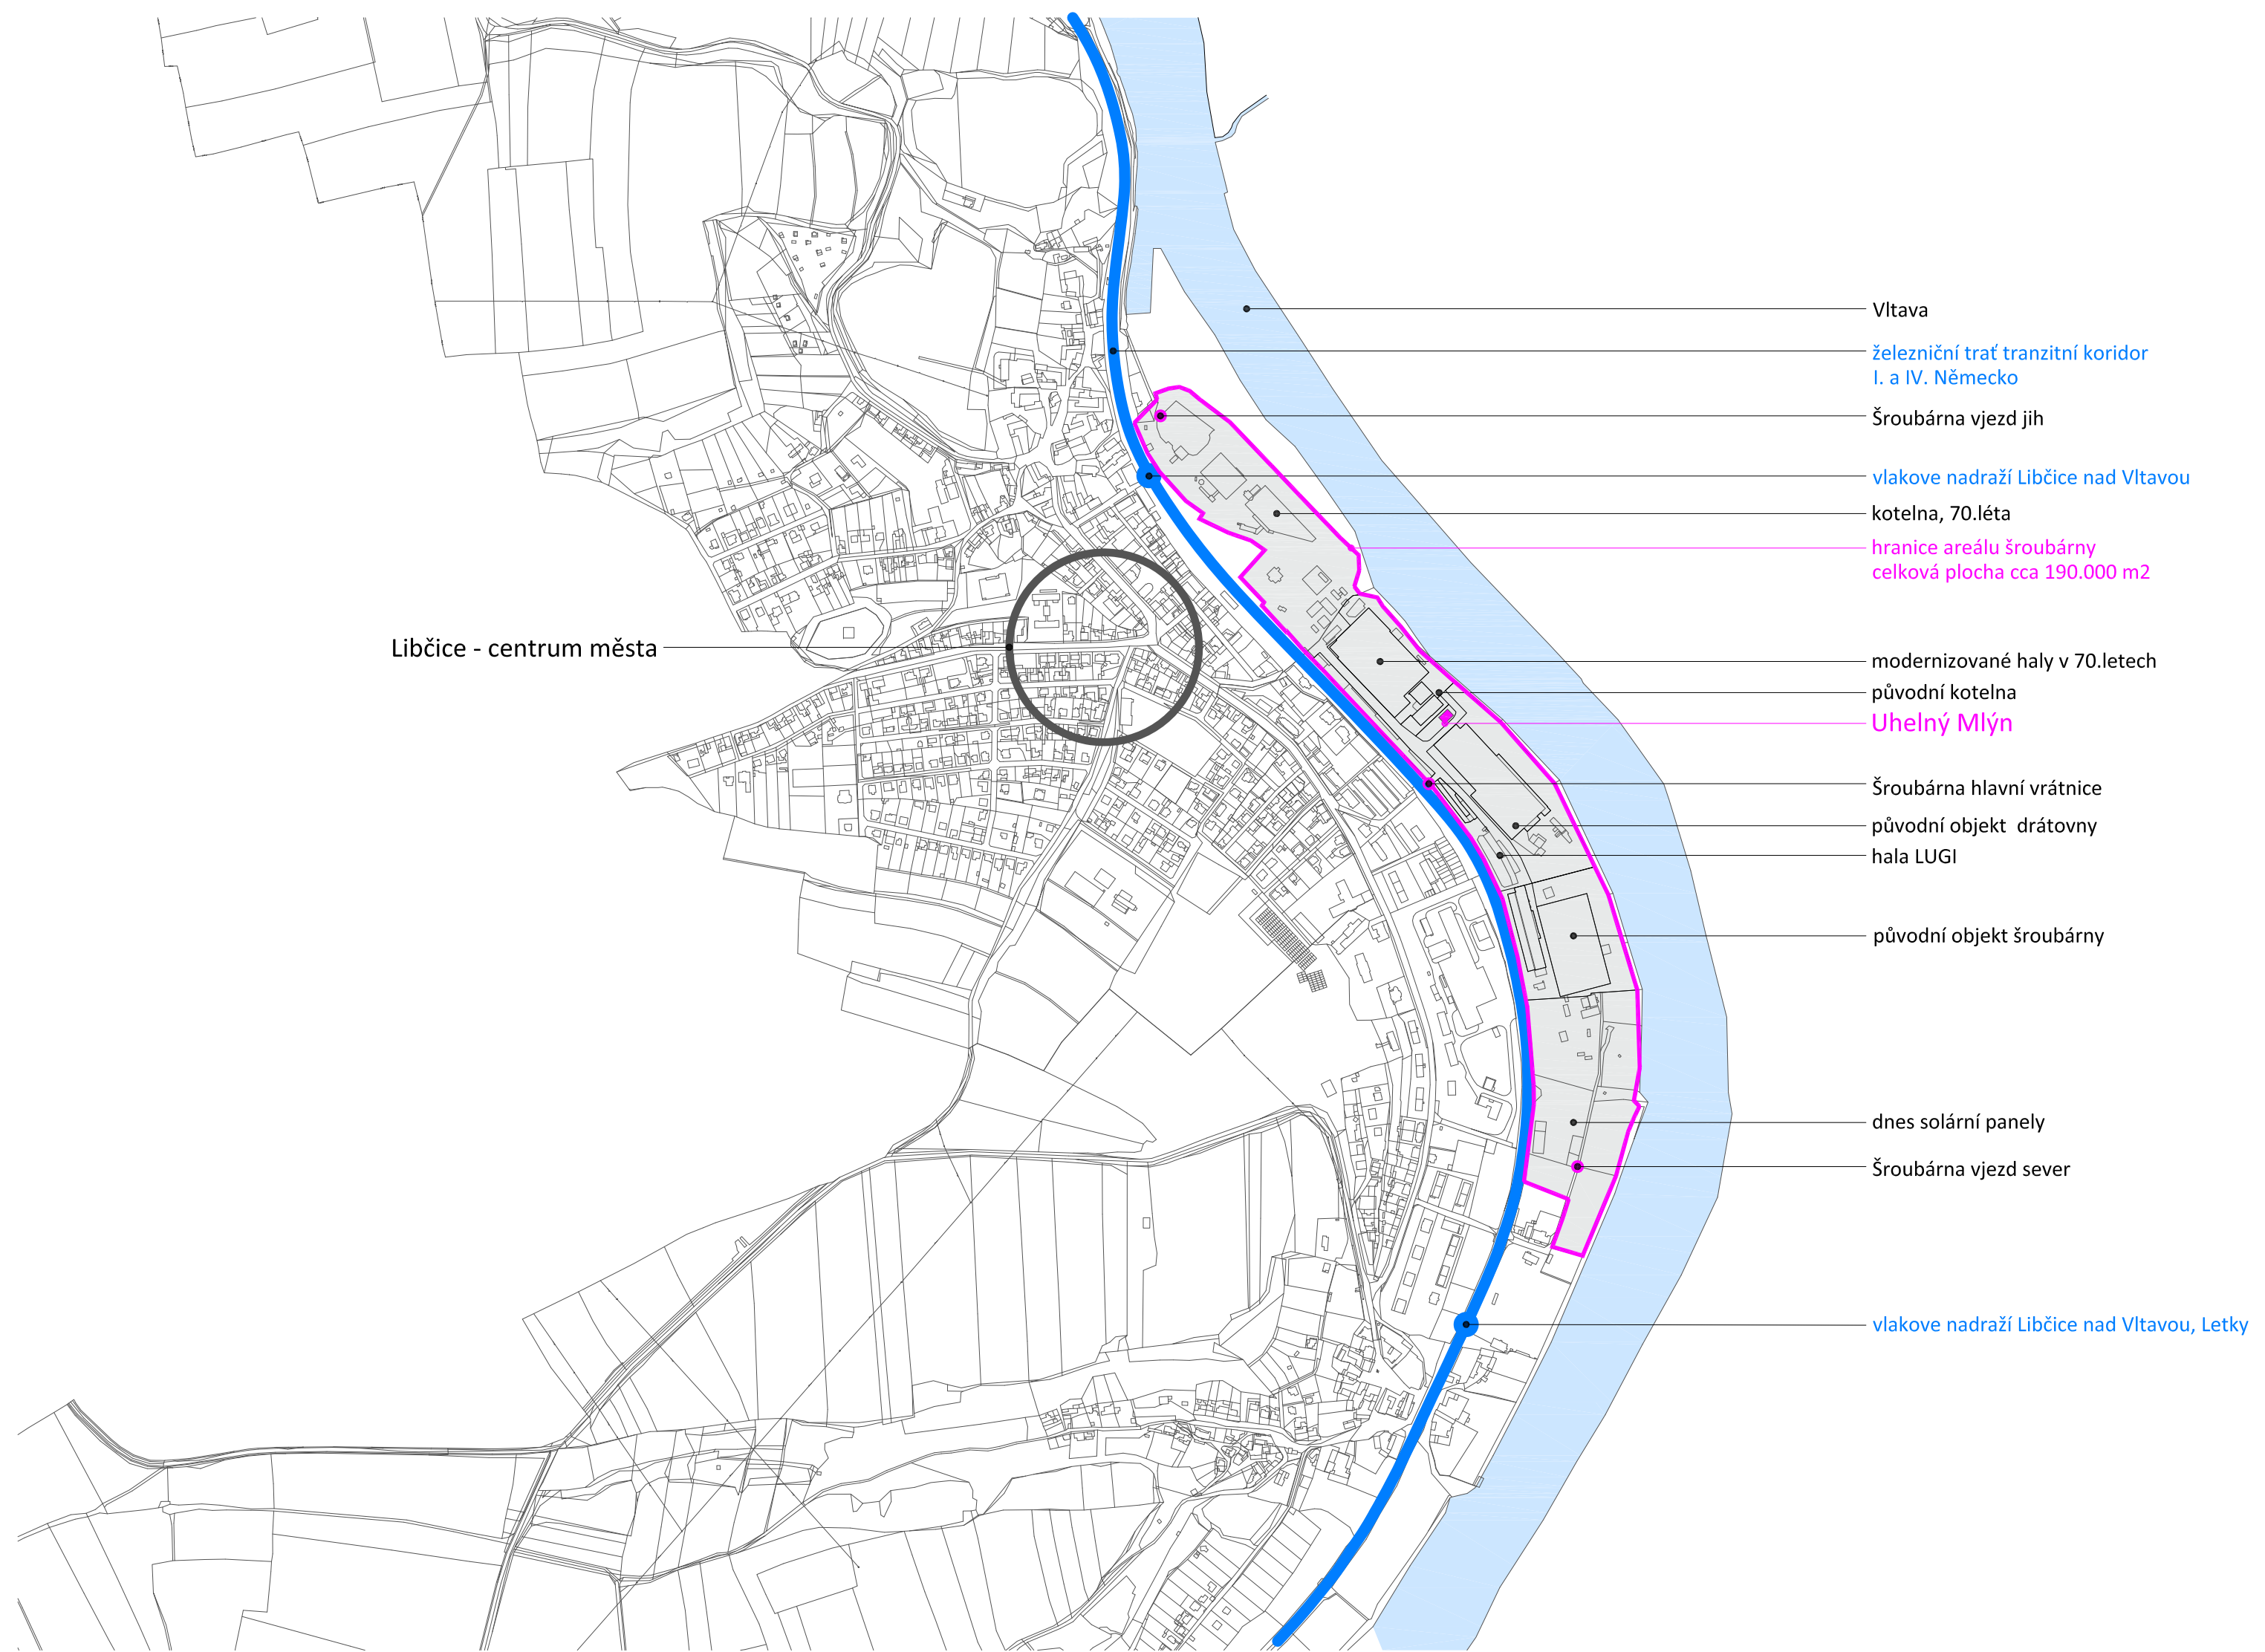 Vltava
železniční trať tranzitní koridor
I. a IV. Německo
Šroubárna vjezd jih
vlakove nadraží Libčice nad Vltavou
kotelna, 70.léta
hranice areálu šroubárny
celková plocha cca 190.000 m2
Libčice - centrum města
modernizované haly v 70.letech
původní kotelna
Uhelný Mlýn
Šroubárna hlavní vrátnice
původní objekt  drátovny
hala LUGI
původní objekt šroubárny
dnes solární panely
Šroubárna vjezd sever
vlakove nadraží Libčice nad Vltavou, Letky